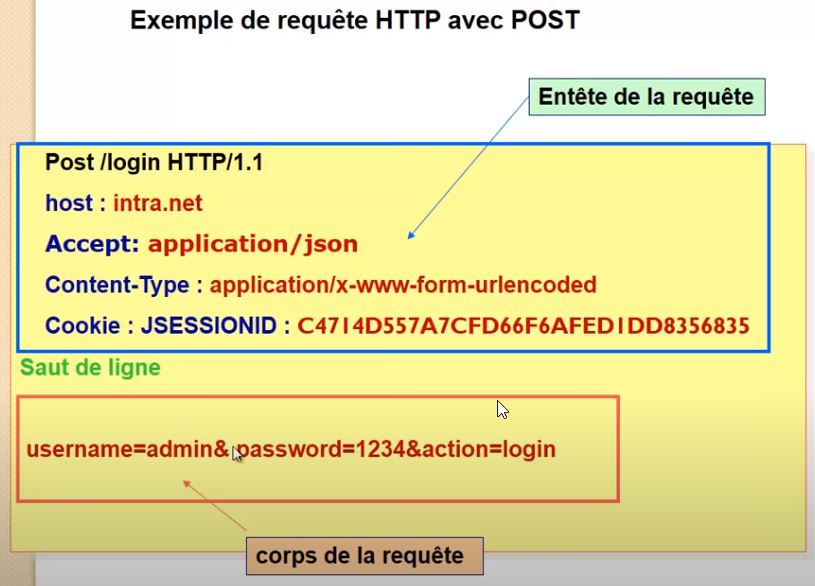 Exemple de requête HTTP avec POST
Entête de la requête
Post /login HTTP/1.1
host : intra.net
Accept: application/json
Content-Type : application/x-www-form-urlencoded
Cookie : JSESSIONID : C4714D557A7CFD66F6AFED1DD8356835
Saut de ligne
username=admin& password=1234&action=login
corps de la requête